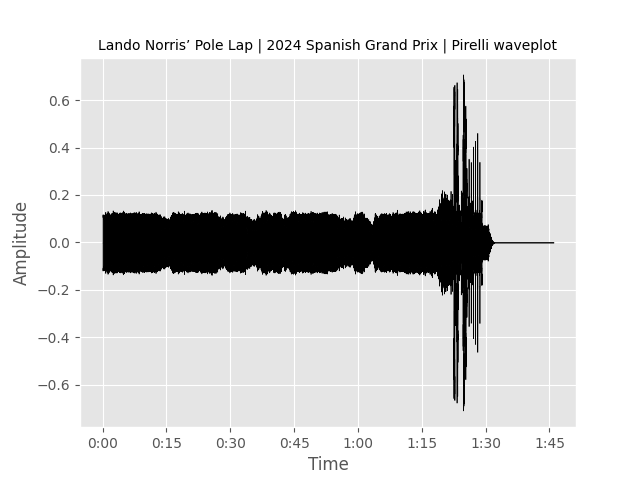 Lando Norris’ Pole Lap | 2024 Spanish Grand Prix | Pirelli waveplot
0.6
0.4
0.2
0.0
−0.2
−0.4
−0.6
Amplitude
0:00 0:15 0:30 0:45 1:00 1:15 1:30 1:45
Time